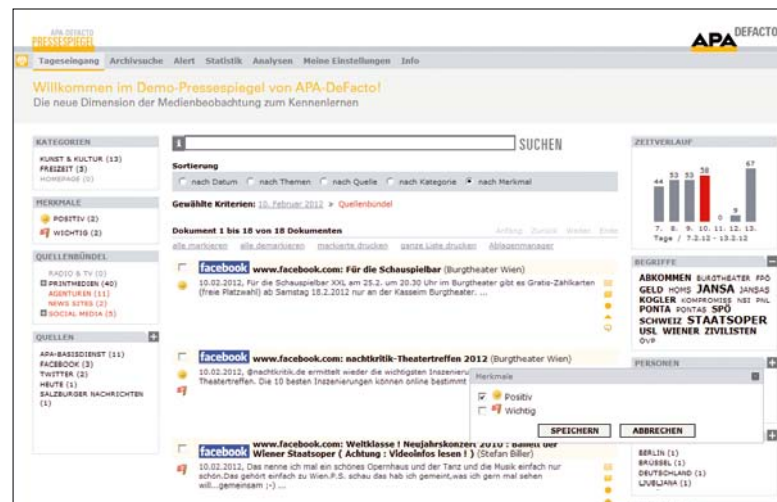 APA-DEFACTO
PRESSESPIEGEL
APA DEFACTO
Tageseingang Archivsuche Alert Statistik Analysen Meine Einstellungen Info
Willkommen im Demo-Pressespiegel von APA-DeFacto!
Die neue Dimension der Medienbeobachtung zum Kennenlernen
KATEGORIEN
KUNST & KULTUR (13)
FREIZEIT (3)
HOMEPAGE (0)
MERKMALE
POSITIV (2)
WICHTIG (2)
QUELLENBÜNDEL
RADIO & TV (0)
PRINTMEDIEN (40)
AGENTUREN (11)
NEWS SITES (2)
SOCIAL MEDIA (5)
QUELLEN
APA-BASISDIENST (11)
FACEBOOK (3)
TWITTER (2)
HEUTE (1)
SALZBURGER NACHRICHTEN
(1)
SUCHEN
Sortierung
nach Datum nach Themen nach Quelle nach Kategorie nach Merkmal
Gewählte Kriterien: 10. Februar 2012 > Quellenbündel
Dokument 1 bis 18 von 18 Dokumenten Anfang Zurück Weiter Ende
alle markieren alle demarkieren markierte drucken ganze Liste drucken Ablagenmanager
facebook www.facebook.com: Für die Schauspielbar (Burgtheater Wien)
10.02.2012, Für die Schauspielbar XXL am 25.2. um 20.30 Uhr im Burgtheater gibt es Gratis-Zählkarten
(freie Platzwahl) ab Samstag 18.2.2012 nur an der Kasseim Burgtheater. ...
facebook www.facebook.com: nachtkritik-Theatertreffen 2012 (Burgtheater Wien)
10.02.2012, @nachtkritik.de ermittelt wieder die wichtigsten
Theatertreffen. Die 10 besten Inszenierungen können online bestimmt
facebook www.facebook.com: Weltklasse ! Neujahrskonzert 2010 : Ballett der
Wiener Staatsoper ( Achtung : Videoinfos lesen ! ) (Stefan Biller)
10.02.2012, Das nenne ich mal ein schönes Opernhaus und der Tanz und die Musik einfach nur
schön.Das gehört einfach zu Wien.P.S. schau das hab ich gemeint,was ich gern mal sehen
will...gemeinsam ;-) ...
Merkmale
Positiv
Wichtig
SPEICHERN ABBRECHEN
ZEITVERLAUF
44 53 53 58 0 9 67
7. 8. 9. 10. 11. 12. 13.
Tage / 7.2.12 - 13.2.12
BEGRIFFE
ABKOMMEN BURGTHEATER FPÖ
GELD HOMS JANSA JANSAS
KOGLER KOMPROMISS NSI PNL
PONTA PONTAS SPÖ
SCHWEIZ STAATSOPER
USL WIENER ZIVILISTEN
ÖVP
PERSONEN
BERLIN (1)
BRÜSSEL (1)
DEUTSCHLAND (1)
LJUBLJANA (1)